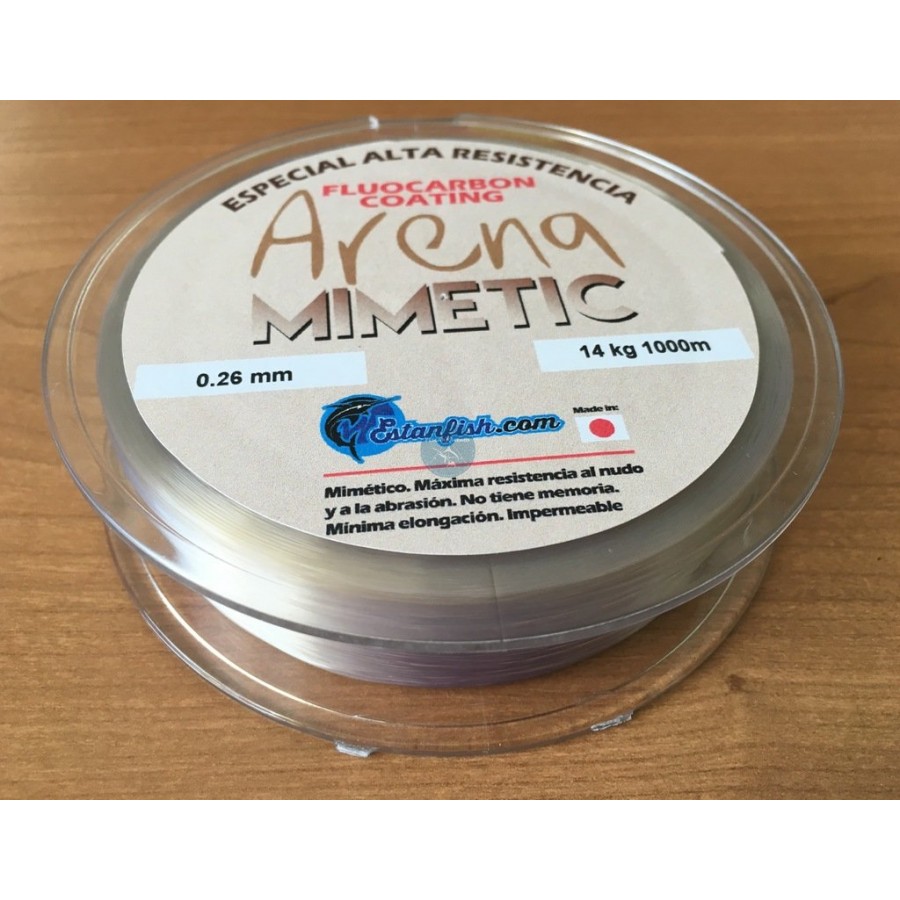 ESPECIAL ALTA RESISTENCIA
FLUOCARBON
COATING
Arena
MIMETIC
0.26 mm
14 kg 1000m
Estanfish.com
Made in:
Mimético. Máxima resistencia al nudo
y a la abrasión. No tiene memoria.
Mínima elongación. Impermeable